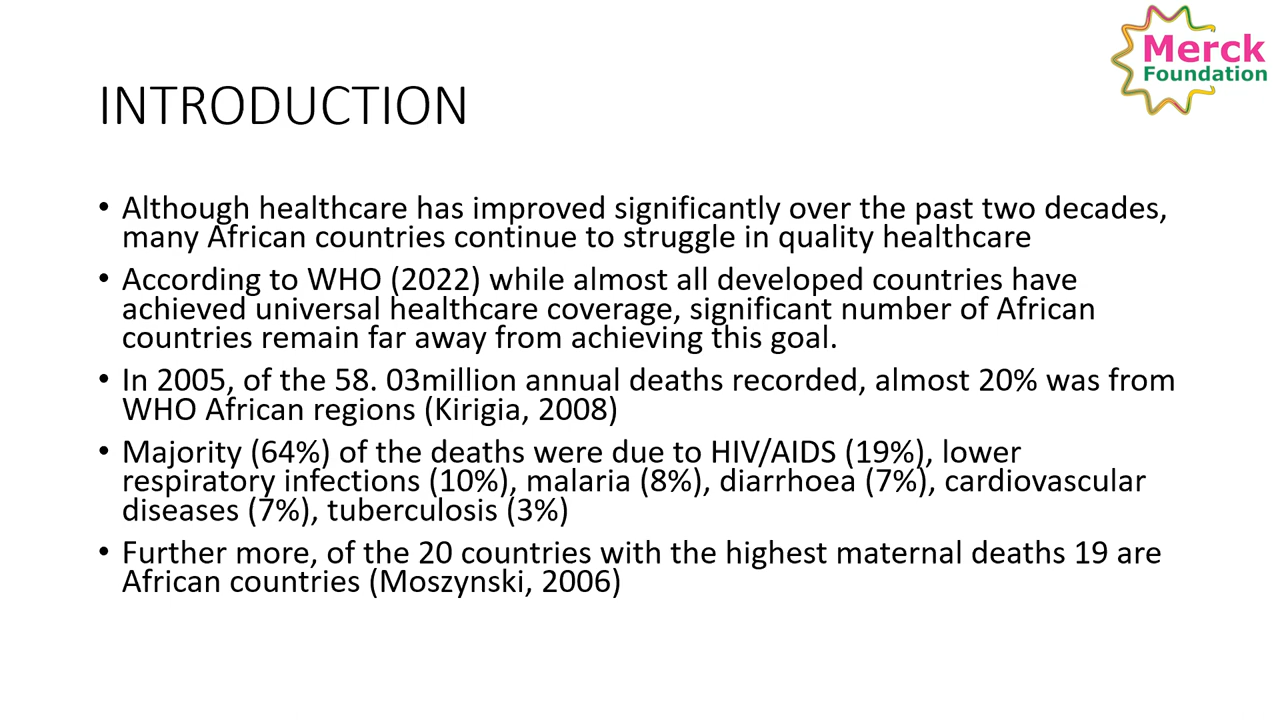 Merck
Foundation
INTRODUCTION
• Although healthcare has improved significantly over the past two decades,
many African countries continue to struggle in quality healthcare
• According to WHO (2022) while almost all developed countries have
achieved universal healthcare coverage, significant number of African
countries remain far away from achieving this goal.
• In 2005, of the 58. 03million annual deaths recorded, almost 20% was from
WHO African regions (Kirigia, 2008)
• Majority (64%) of the deaths were due to HIV/AIDS (19%), lower
respiratory infections (10%), malaria (8%), diarrhoea (7%), cardiovascular
diseases (7%), tuberculosis (3%)
• Further more, of the 20 countries with the highest maternal deaths 19 are
African countries (Moszynski, 2006)